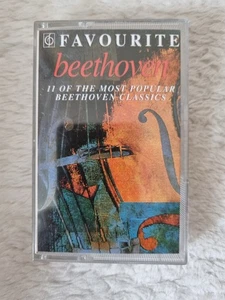 FAVOURITE
beethoven
11 OF THE MOST POPULAR
BEETHOVEN CLASSICS